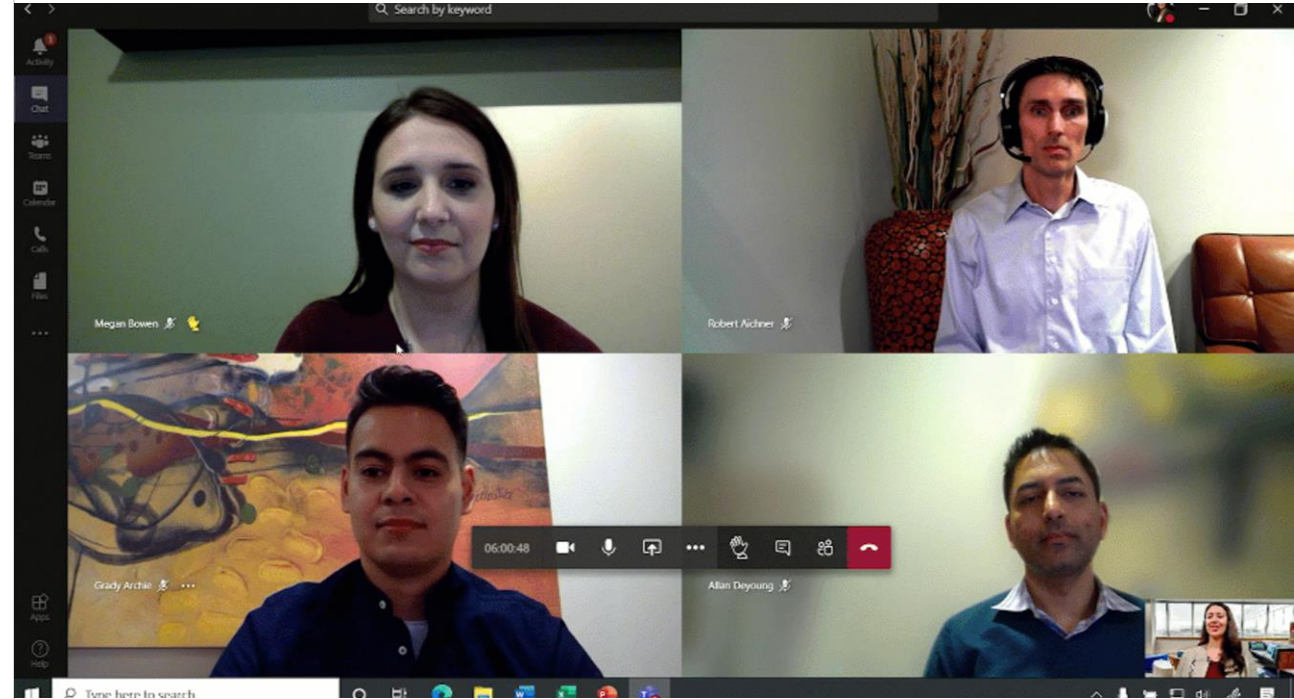 Search by keyword
Activity
1
Chat
Teams
Calendar
Calls
Files
Megan Bowen
Robert Aichner
06:00:48
Grady Archie
Allan Deyoung
Apps
Help
Type here to search